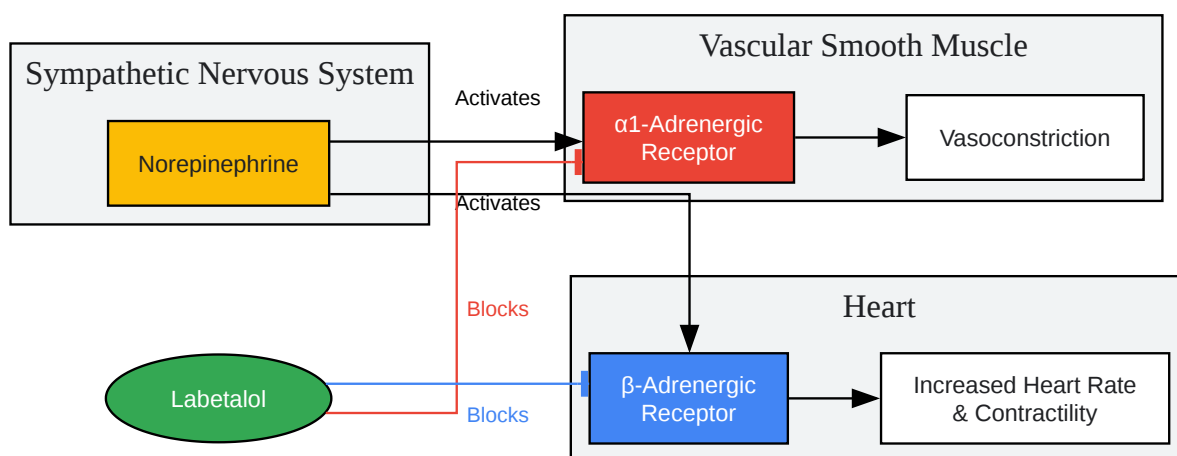 Sympathetic Nervous System
Norepinephrine
Activates
Activates
Vascular Smooth Muscle
α1-Adrenergic
Receptor
Vasoconstriction
Blocks
Labetalol
Blocks
Heart
β-Adrenergic
Receptor
Increased Heart Rate
& Contractility